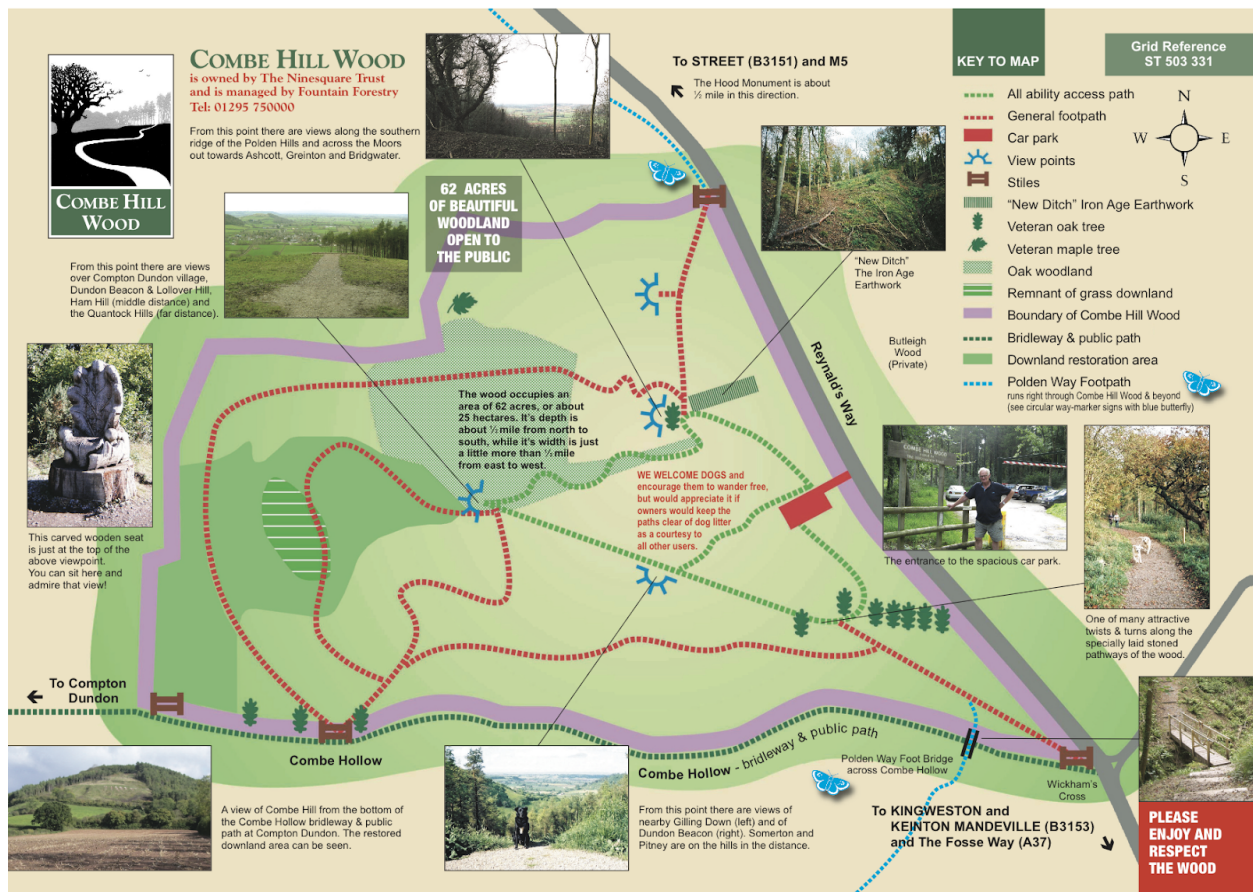 COMBE HILL WOOD
is owned by The Ninesquare Trust
and is managed by Fountain Forestry
Tel: 01295 750000
From this point there are views along the southern
ridge of the Polden Hills and across the Moors
out towards Ashcott, Greinton and Bridgwater.
COMBE HILL
WOOD
62 ACRES
OF BEAUTIFUL
WOODLAND
OPEN TO
THE PUBLIC
To STREET (B3151) and M5
The Hood Monument is about
½ mile in this direction.
KEY TO MAP
Grid Reference
ST 503 331
All ability access path
General footpath
Car park
View points
Stiles
“New Ditch” Iron Age Earthwork
Veteran oak tree
Veteran maple tree
Oak woodland
Remnant of grass downland
Boundary of Combe Hill Wood
Bridleway & public path
Downland restoration area
Polden Way Footpath
runs right through Combe Hill Wood & beyond
(see circular way-marker signs with blue butterfly)
N
W
E
S
From this point there are views
over Compton Dundon village,
Dundon Beacon & Lollover Hill,
Ham Hill (middle distance) and
the Quantock Hills (far distance).
“New Ditch”
The Iron Age
Earthwork
Reynald’s Way
Butleigh
Wood
(Private)
The wood occupies an
area of 62 acres, or about
25 hectares. It’s depth is
about ½ mile from north to
south, while it’s width is just
a little more than ½ mile
from east to west.
WE WELCOME DOGS and
encourage them to wander free,
but would appreciate it if
owners would keep the
paths clear of dog litter
as a courtesy to
all other users.
This carved wooden seat
is just at the top of the
above viewpoint.
You can sit here and
admire that view!
COMBE HILL WOOD
The entrance to the spacious car park.
One of many attractive
twists & turns along the
specially laid stoned
pathways of the wood.
To Compton
Dundon
Combe Hollow
Combe Hollow - bridleway & public path
Polden Way Foot Bridge
across Combe Hollow
Wickham’s
Cross
A view of Combe Hill from the bottom of
the Combe Hollow bridleway & public
path at Compton Dundon. The restored
downland area can be seen.
From this point there are views of
nearby Gilling Down (left) and of
Dundon Beacon (right). Somerton and
Pitney are on the hills in the distance.
To KINGWESTON and
KEINTON MANDEVILLE (B3153)
and The Fosse Way (A37)
PLEASE
ENJOY AND
RESPECT
THE WOOD